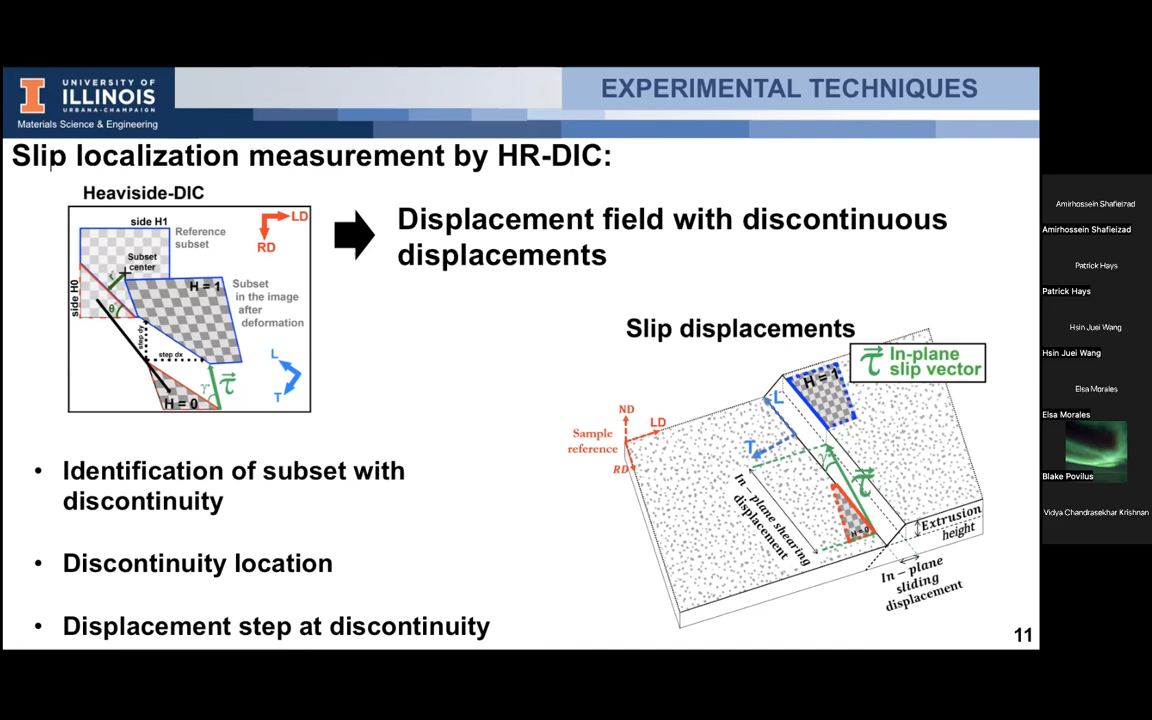 UNIVERSITY OF
ILLINOIS
URBANA-CHAMPAIGN
Materials Science & Engineering
EXPERIMENTAL TECHNIQUES
Slip localization measurement by HR-DIC:
Heaviside-DIC
side H1
Reference
subset
LD
RD
Subset
center
r
side H0
θ
H = 1
Subset
in the image
after
deformation
step dy
step dx
L
T
γ
τ
H = 0
Displacement field with discontinuous
displacements
Slip displacements
τ In-plane
slip vector
H = 1
ND
LD
Sample
reference
RD
L
T
γ
τ
H = 0
In – plane shearing
displacement
Extrusion
height
In – plane
sliding
displacement
• Identification of subset with
discontinuity
• Discontinuity location
• Displacement step at discontinuity
11
Amirhossein Shafieizad
Amirhossein Shafieizad
Patrick Hays
Patrick Hays
Hsin Juei Wang
Hsin Juei Wang
Elsa Morales
Elsa Morales
Blake Povilus
Vidya Chandrasekhar Krishnan